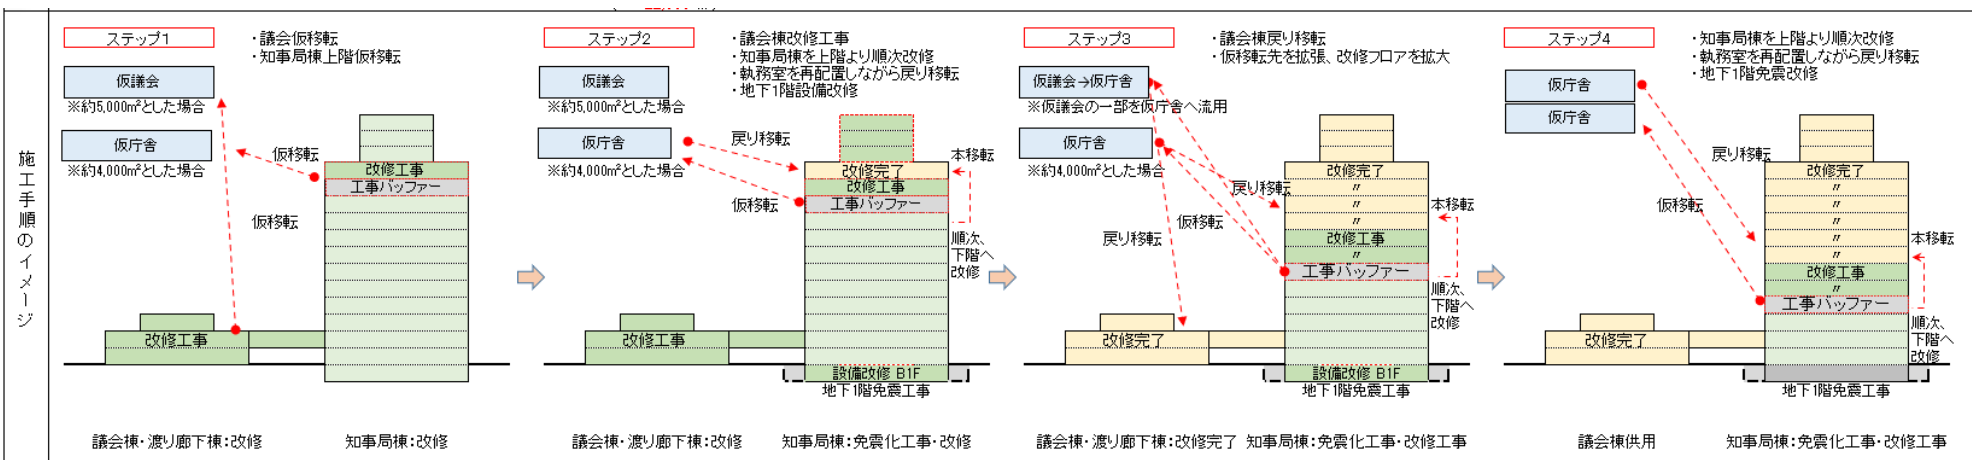 施工手順のイメージ
ステップ1
・議会仮移転
・知事局棟上階仮移転
仮議会
※約5,000m²とした場合
仮庁舎
※約4,000m²とした場合
仮移転
仮移転
改修工事
工事バッファー
改修工事
議会棟・渡り廊下棟：改修
知事局棟：改修
ステップ2
・議会棟改修工事
・知事局棟を上階より順次改修
・執務室を再配置しながら戻り移転
・地下1階設備改修
仮議会
※約5,000m²とした場合
仮庁舎
※約4,000m²とした場合
戻り移転
仮移転
改修完了
改修工事
工事バッファー
本移転
順次、
下階へ
改修
改修工事
設備改修 B1F
地下1階免震工事
議会棟・渡り廊下棟：改修
知事局棟：免震化工事・改修
ステップ3
・議会棟戻り移転
・仮移転先を拡張、改修フロアを拡大
仮議会→仮庁舎
※仮議会の一部を仮庁舎へ流用
仮庁舎
※約4,000m²とした場合
戻り移転
仮移転
戻り移転
改修完了
〃
〃
〃
改修工事
〃
工事バッファー
本移転
順次、
下階へ
改修
改修完了
設備改修 B1F
地下1階免震工事
議会棟・渡り廊下棟：改修完了
知事局棟：免震化工事・改修工事
ステップ4
・知事局棟を上階より順次改修
・執務室を再配置しながら戻り移転
・地下1階免震改修
仮庁舎
仮庁舎
戻り移転
仮移転
改修完了
〃
〃
〃
〃
〃
改修工事
〃
工事バッファー
本移転
順次、
下階へ
改修
改修完了
地下1階免震工事
議会棟供用
知事局棟：免震化工事・改修工事